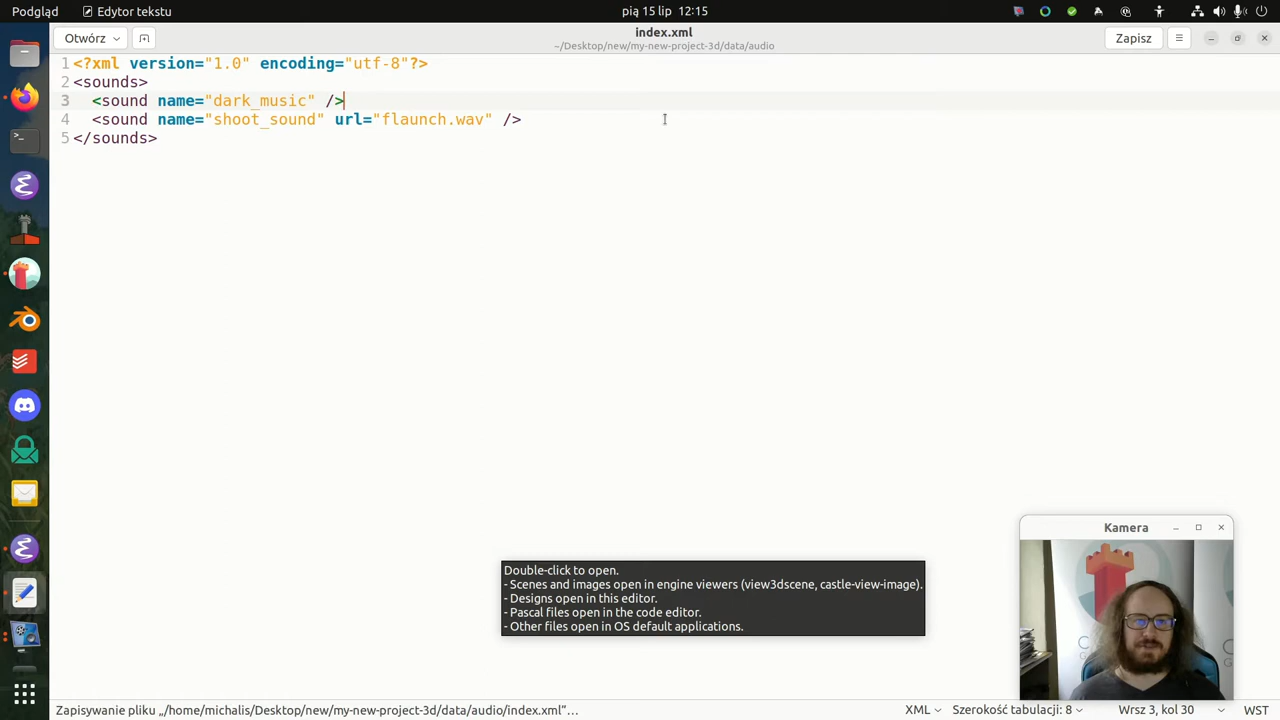 Podgląd
Edytor tekstu
pią 15 lip 12:15
Otwórz
index.xml
~/Desktop/new/my-new-project-3d/data/audio
Zapisz
1 <?xml version="1.0" encoding="utf-8"?>
2 <sounds>
3 <sound name="dark_music" />
4 <sound name="shoot_sound" url="flaunch.wav" />
5 </sounds>
Kamera
Double-click to open.
- Scenes and images open in engine viewers (view3dscene, castle-view-image).
- Designs open in this editor.
- Pascal files open in the code editor.
- Other files open in OS default applications.
Zapisywanie pliku „/home/michalis/Desktop/new/my-new-project-3d/data/audio/index.xml”…
XML
Szerokość tabulacji: 8
Wrsz 3, kol 30
WST